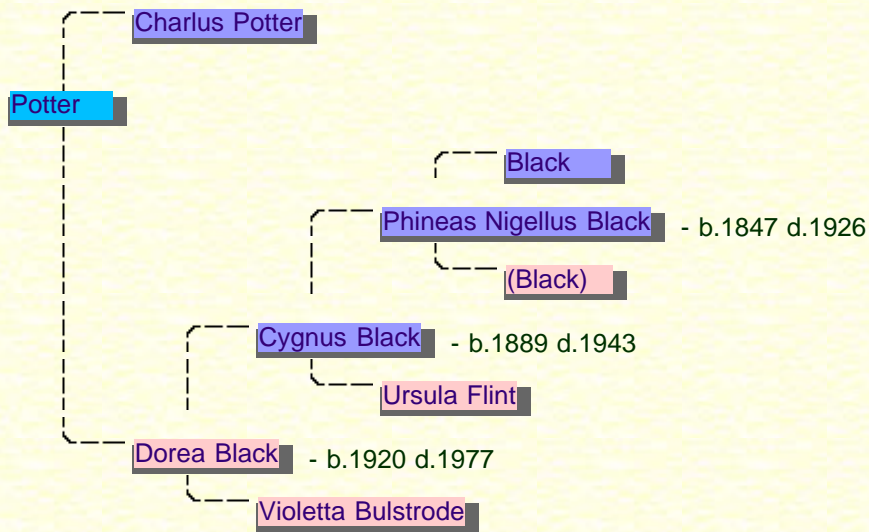 Charlus Potter
Potter
Black
Phineas Nigellus Black - b.1847 d.1926
(Black)
Cygnus Black - b.1889 d.1943
Ursula Flint
Dorea Black - b.1920 d.1977
Violetta Bulstrode